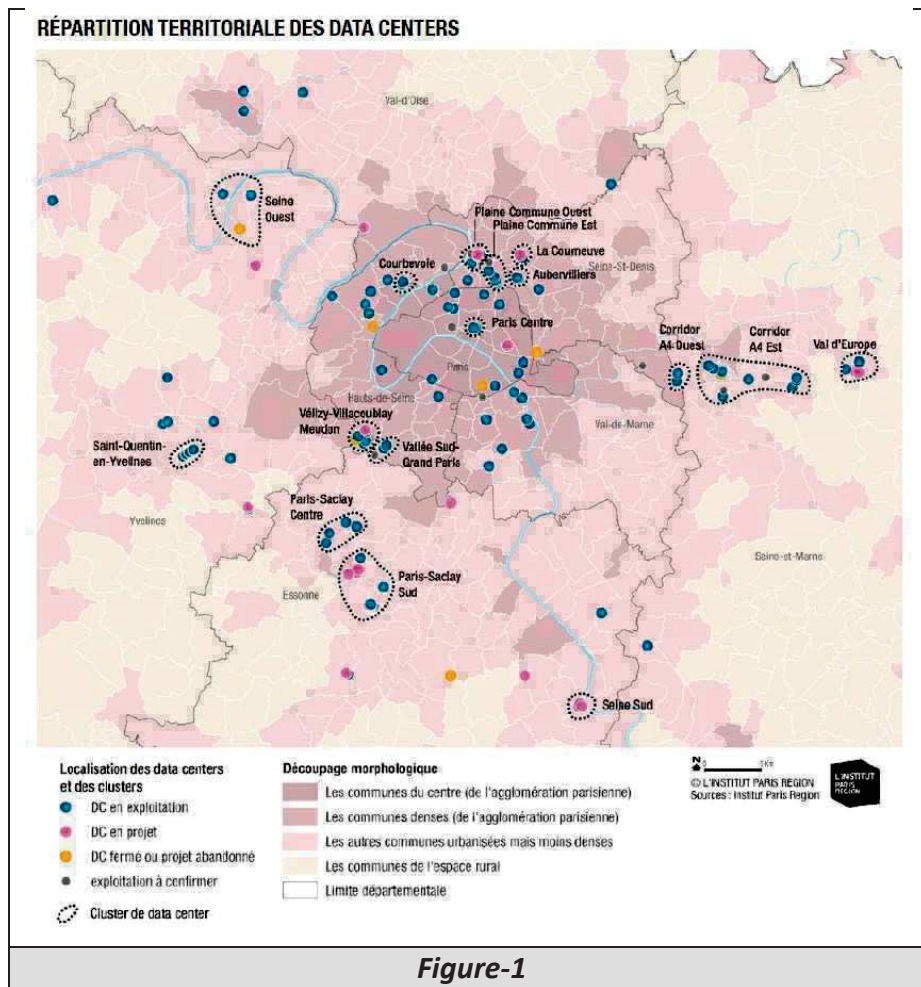 RÉPARTITION TERRITORIALE DES DATA CENTERS
Val-d'Oise
Seine
Ouest
Plaine Commune Ouest
Plaine Commune Est
La Courneuve
Courbevoie
Aubervilliers
Seine-St-Denis
Paris Centre
Corridor
A4 Ouest
Corridor
A4 Est
Val d'Europe
Paris
Hauts-de-Seine
Vélizy-Villacoublay
Meudon
Val-de-Marne
Saint-Quentin-
en-Yvelines
Vallée Sud-
Grand Paris
Paris-Saclay
Centre
Yvelines
Seine-et-Marne
Paris-Saclay
Sud
Essonne
Seine Sud
Localisation des data centers
et des clusters
DC en exploitation
DC en projet
DC fermé ou projet abandonné
exploitation à confirmer
Cluster de data center
Découpage morphologique
Les communes du centre (de l'agglomération parisienne)
Les communes denses (de l'agglomération parisienne)
Les autres communes urbanisées mais moins denses
Les communes de l'espace rural
Limite départementale
N 0 5 Km
© L'INSTITUT PARIS REGION
Sources : Institut Paris Region
L'INSTITUT
PARIS
REGION
Figure-1